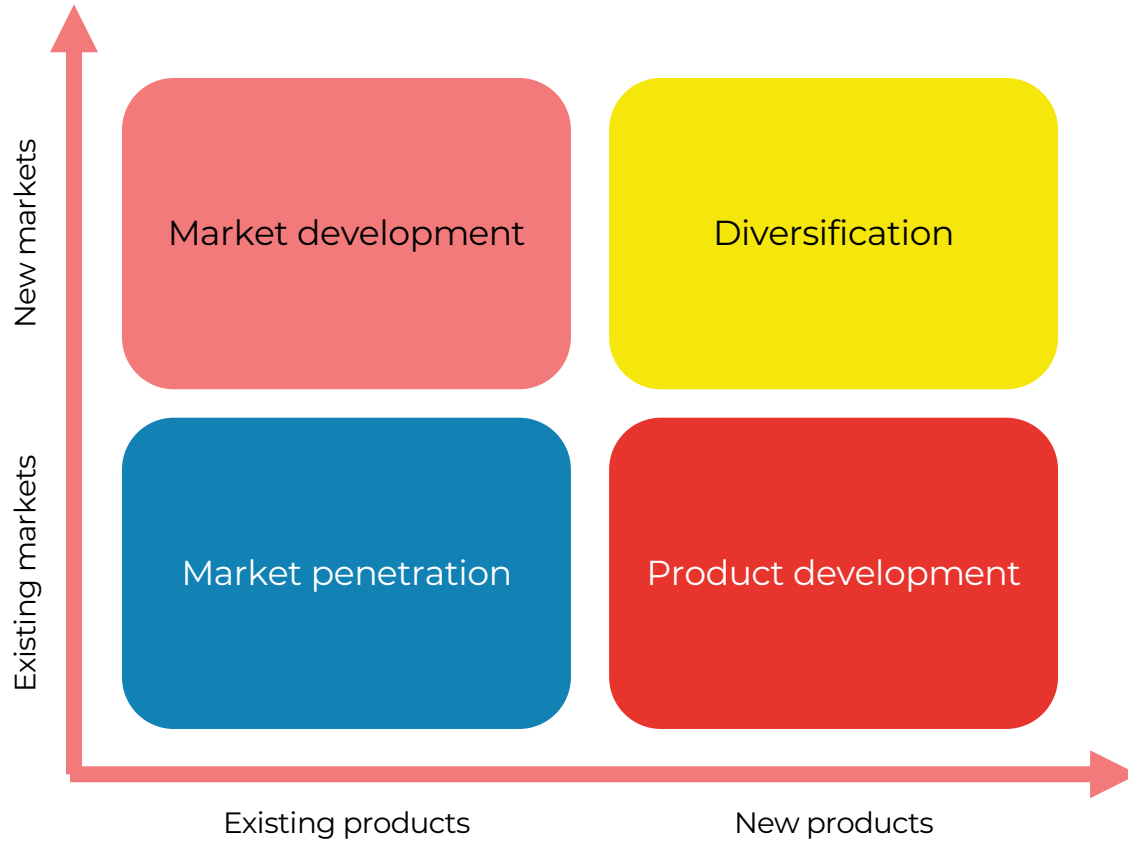 New markets
Market development
Diversification
Existing markets
Market penetration
Product development
Existing products
New products